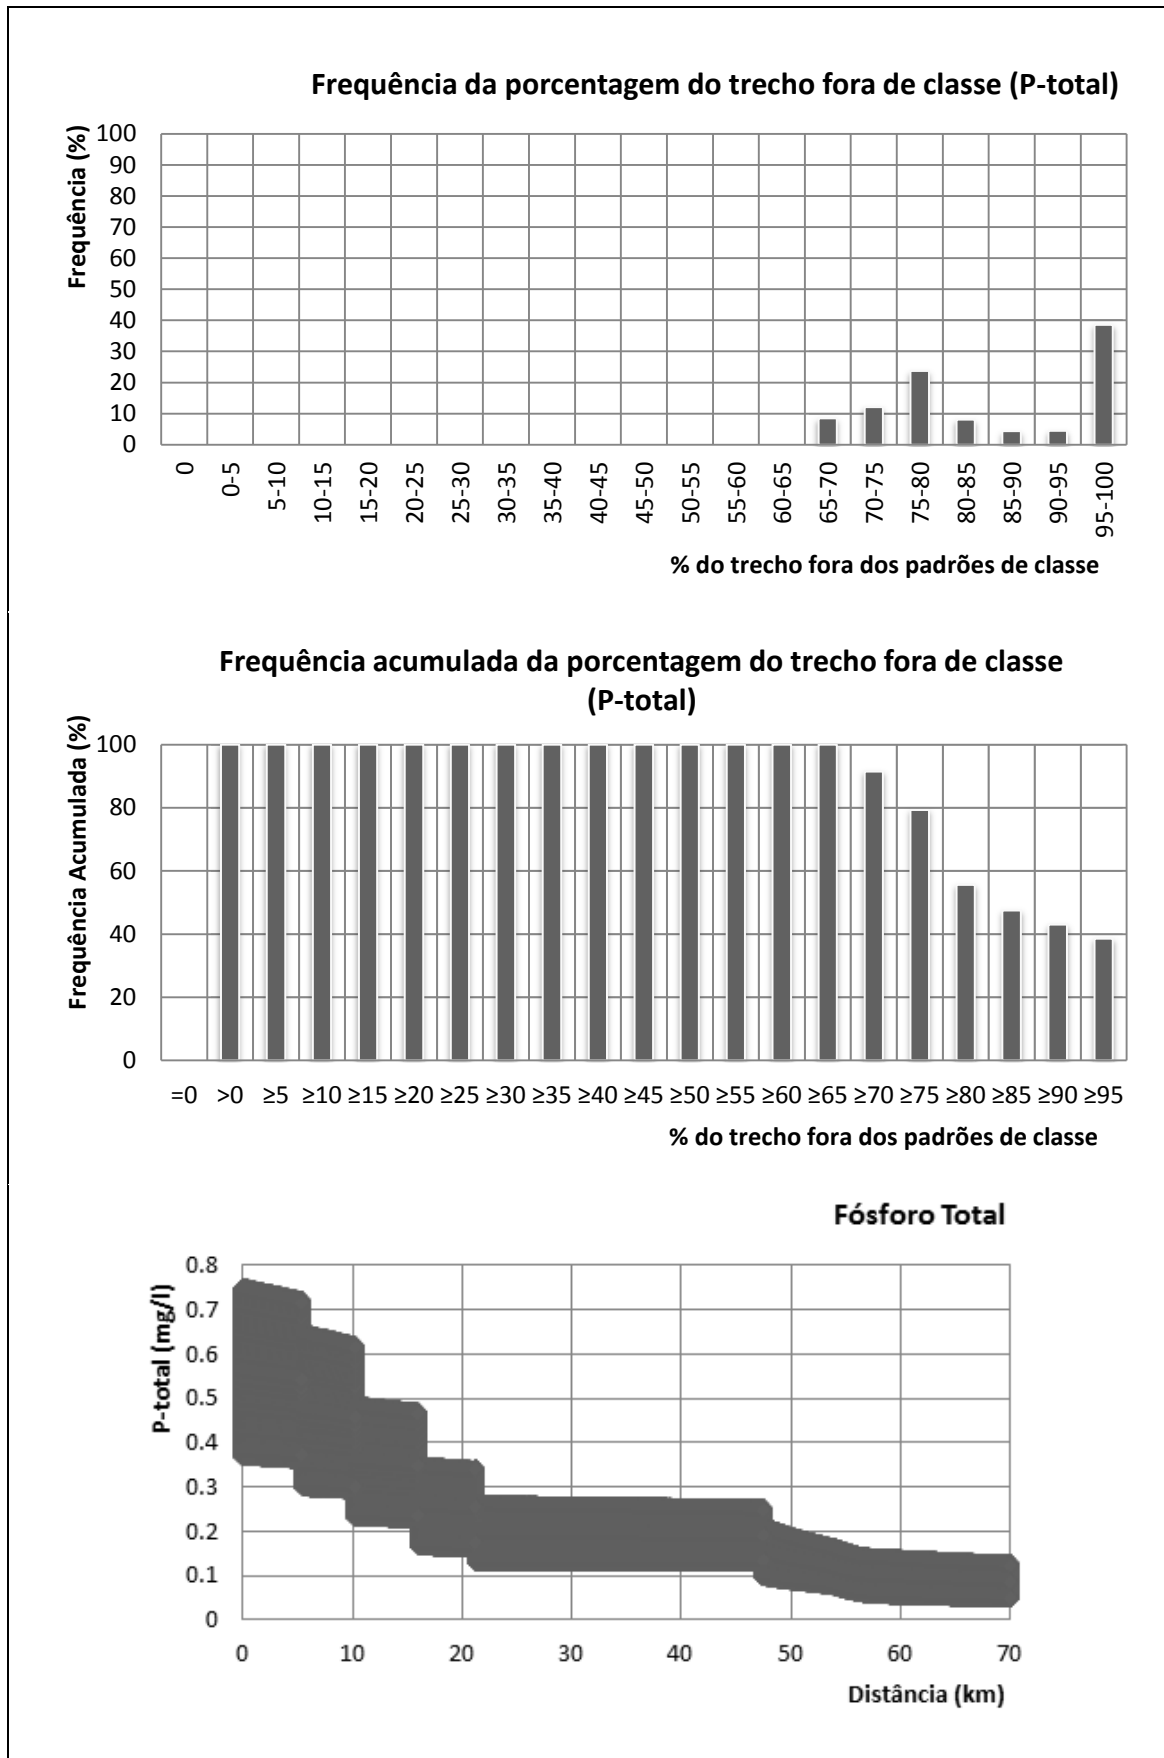 Frequência da porcentagem do trecho fora de classe (P-total)
Frequência (%)
100
90
80
70
60
50
40
30
20
10
0
0 0-5 5-10 10-15 15-20 20-25 25-30 30-35 35-40 40-45 45-50 50-55 55-60 60-65 65-70 70-75 75-80 80-85 85-90 90-95 95-100
% do trecho fora dos padrões de classe
Frequência acumulada da porcentagem do trecho fora de classe
(P-total)
Frequência Acumulada (%)
100
80
60
40
20
0
=0 >0 ≥5 ≥10 ≥15 ≥20 ≥25 ≥30 ≥35 ≥40 ≥45 ≥50 ≥55 ≥60 ≥65 ≥70 ≥75 ≥80 ≥85 ≥90 ≥95
% do trecho fora dos padrões de classe
Fósforo Total
P-total (mg/l)
0.8
0.7
0.6
0.5
0.4
0.3
0.2
0.1
0
0 10 20 30 40 50 60 70
Distância (km)